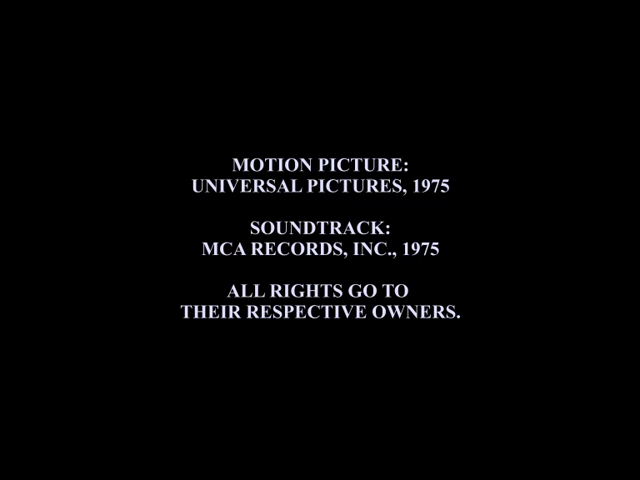 MOTION PICTURE:
UNIVERSAL PICTURES, 1975
SOUNDTRACK:
MCA RECORDS, INC., 1975
ALL RIGHTS GO TO
THEIR RESPECTIVE OWNERS.